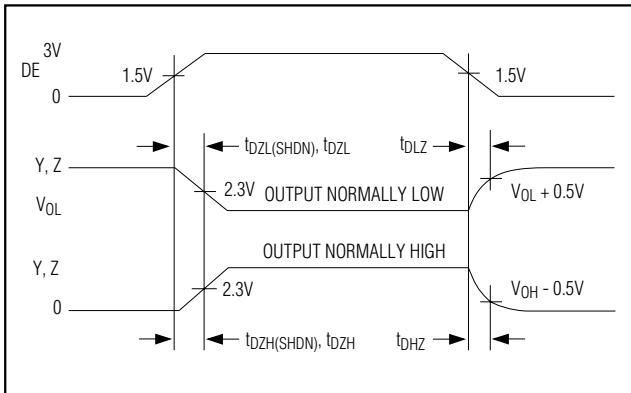 3V
DE
1.5V
1.5V
0
tDZL(SHDN), tDZL
tDLZ
Y, Z
2.3V
OUTPUT NORMALLY LOW
VOL + 0.5V
VOL
OUTPUT NORMALLY HIGH
Y, Z
2.3V
VOH - 0.5V
0
tDZH(SHDN), tDZH
tDHZ